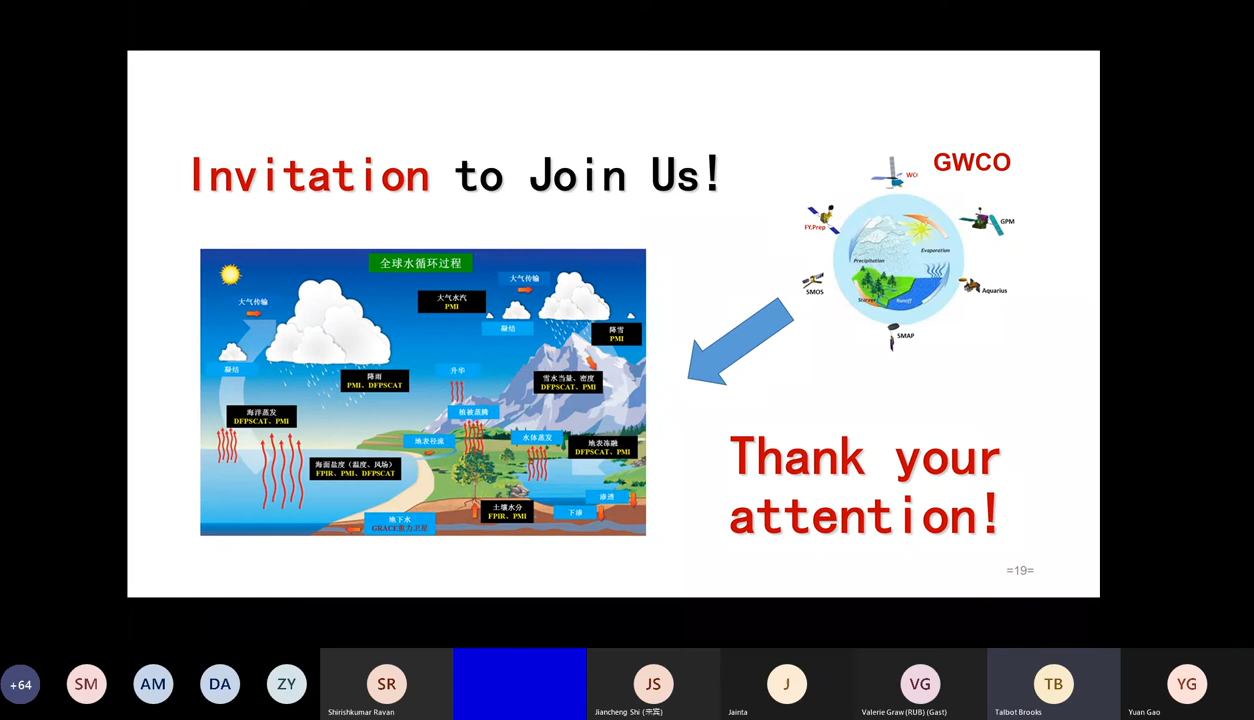 Invitation to Join Us!
GWCO
FY.Prep
GPM
SMOS
Aquarius
SMAP
Precipitation
Evaporation
Storage
Runoff
全球水循环过程
大气传输
大气水汽
PMI
大气传输
凝结
降雪
PMI
凝结
降雨
PMI、DFPSCAT
升华
雪水当量、密度
DFPSCAT、PMI
海洋蒸发
DFPSCAT、PMI
植被蒸腾
地表径流
水体蒸发
地表冻融
DFPSCAT、PMI
海面盐度（温度、风场）
FPIR、PMI、DFPSCAT
渗透
土壤水分
FPIR、PMI
下渗
地下水
GRACE重力卫星
Thank your
attention!
=19=
+64
SM
AM
DA
ZY
SR
JS
J
VG
TB
YG
Shirishkumar Ravan
Jiancheng Shi (宾客)
Jainta
Valerie Graw (RUB) (Gast)
Talbot Brooks
Yuan Gao